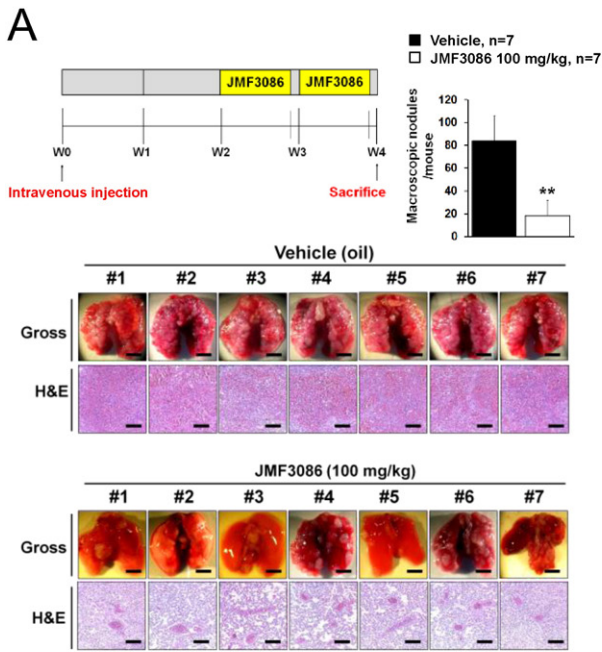 A
Vehicle, n=7
JMF3086 100 mg/kg, n=7
JMF3086 JMF3086
W0 W1 W2 W3 W4
Intravenous injection Sacrifice
Macroscopic nodules
/mouse
120
100
80
60
40
20
0
**
Vehicle (oil)
#1 #2 #3 #4 #5 #6 #7
Gross
H&E
JMF3086 (100 mg/kg)
#1 #2 #3 #4 #5 #6 #7
Gross
H&E